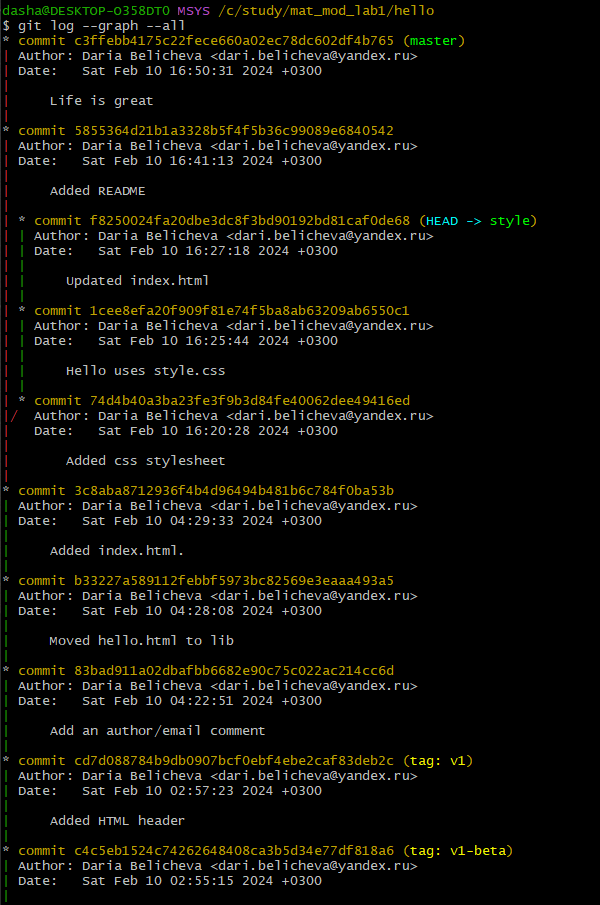 dasha@DESKTOP-O358DT0 MSYS /c/study/mat_mod_lab1/hello
$ git log --graph --all
* commit c3ffebb4175c22fece660a02ec78dc602df4b765 (master)
| Author: Daria Belicheva <dari.belicheva@yandex.ru>
| Date:   Sat Feb 10 16:50:31 2024 +0300
|
|     Life is great
|
* commit 5855364d21b1a3328b5f4f5b36c99089e6840542
| Author: Daria Belicheva <dari.belicheva@yandex.ru>
| Date:   Sat Feb 10 16:41:13 2024 +0300
|
|     Added README
|
| * commit f8250024fa20dbe3dc8f3bd90192bd81caf0de68 (HEAD -> style)
| | Author: Daria Belicheva <dari.belicheva@yandex.ru>
| | Date:   Sat Feb 10 16:27:18 2024 +0300
| |
| |     Updated index.html
| |
| * commit 1cee8efa20f909f81e74f5ba8ab63209ab6550c1
| | Author: Daria Belicheva <dari.belicheva@yandex.ru>
| | Date:   Sat Feb 10 16:25:44 2024 +0300
| |
| |     Hello uses style.css
| |
| * commit 74d4b40a3ba23fe3f9b3d84fe40062dee49416ed
|/  Author: Daria Belicheva <dari.belicheva@yandex.ru>
|   Date:   Sat Feb 10 16:20:28 2024 +0300
|
|       Added css stylesheet
|
* commit 3c8aba8712936f4b4d96494b481b6c784f0ba53b
| Author: Daria Belicheva <dari.belicheva@yandex.ru>
| Date:   Sat Feb 10 04:29:33 2024 +0300
|
|     Added index.html.
|
* commit b33227a589112febbf5973bc82569e3eaaa493a5
| Author: Daria Belicheva <dari.belicheva@yandex.ru>
| Date:   Sat Feb 10 04:28:08 2024 +0300
|
|     Moved hello.html to lib
|
* commit 83bad911a02dbafbb6682e90c75c022ac214cc6d
| Author: Daria Belicheva <dari.belicheva@yandex.ru>
| Date:   Sat Feb 10 04:22:51 2024 +0300
|
|     Add an author/email comment
|
* commit cd7d088784b9db0907bcf0ebf4ebe2caf83deb2c (tag: v1)
| Author: Daria Belicheva <dari.belicheva@yandex.ru>
| Date:   Sat Feb 10 02:57:23 2024 +0300
|
|     Added HTML header
|
* commit c4c5eb1524c74262648408ca3b5d34e77df818a6 (tag: v1-beta)
| Author: Daria Belicheva <dari.belicheva@yandex.ru>
| Date:   Sat Feb 10 02:55:15 2024 +0300
|